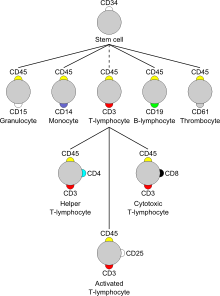 CD34
Stem cell
CD45 CD45 CD45 CD45 CD45
CD15 CD14 CD3 CD19 CD61
Granulocyte Monocyte T-lymphocyte B-lymphocyte Thrombocyte
CD45 CD45
CD4 CD8
CD3 CD3
Helper Cytotoxic
T-lymphocyte T-lymphocyte
CD45
CD25
CD3
Activated
T-lymphocyte